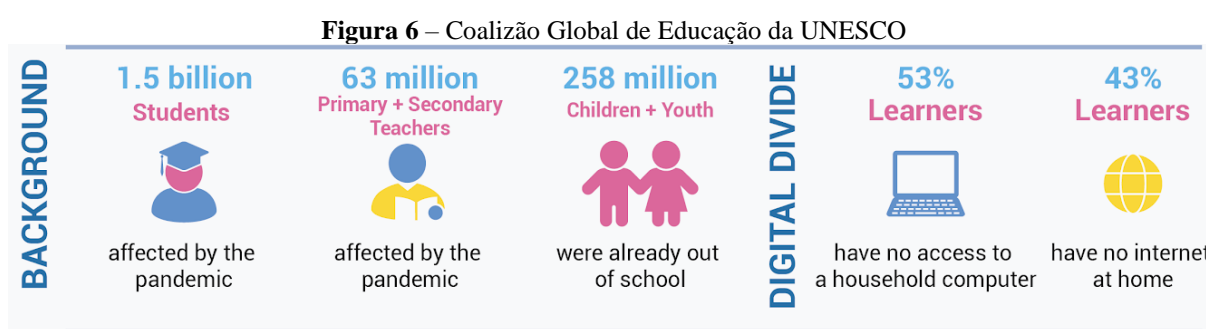 Figura 6 – Coalizão Global de Educação da UNESCO
BACKGROUND
1.5 billion
Students
affected by the
pandemic
63 million
Primary + Secondary
Teachers
affected by the
pandemic
258 million
Children + Youth
were already out
of school
DIGITAL DIVIDE
53%
Learners
have no access to
a household computer
43%
Learners
have no internet
at home